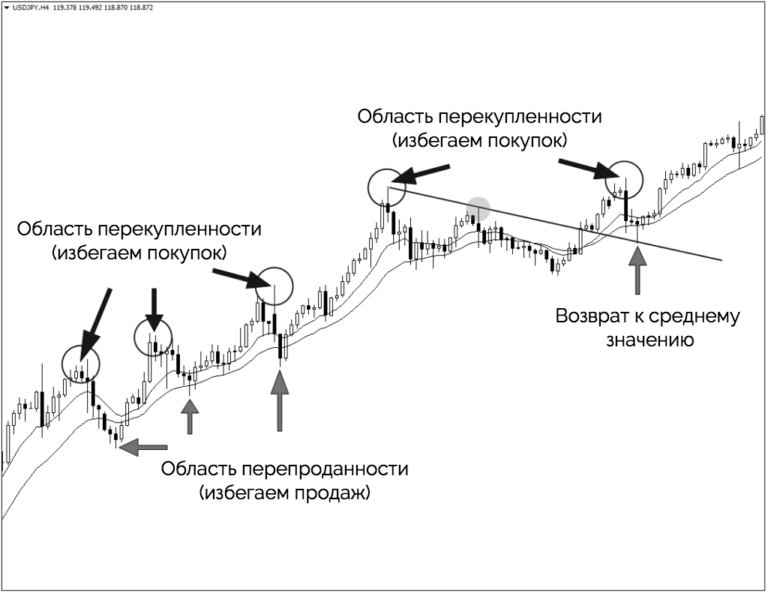 USDJPY,H4 119.378 119.492 118.870 118.872
Область перекупленности
(избегаем покупок)
Область перекупленности
(избегаем покупок)
Возврат к среднему
значению
Область перепроданности
(избегаем продаж)